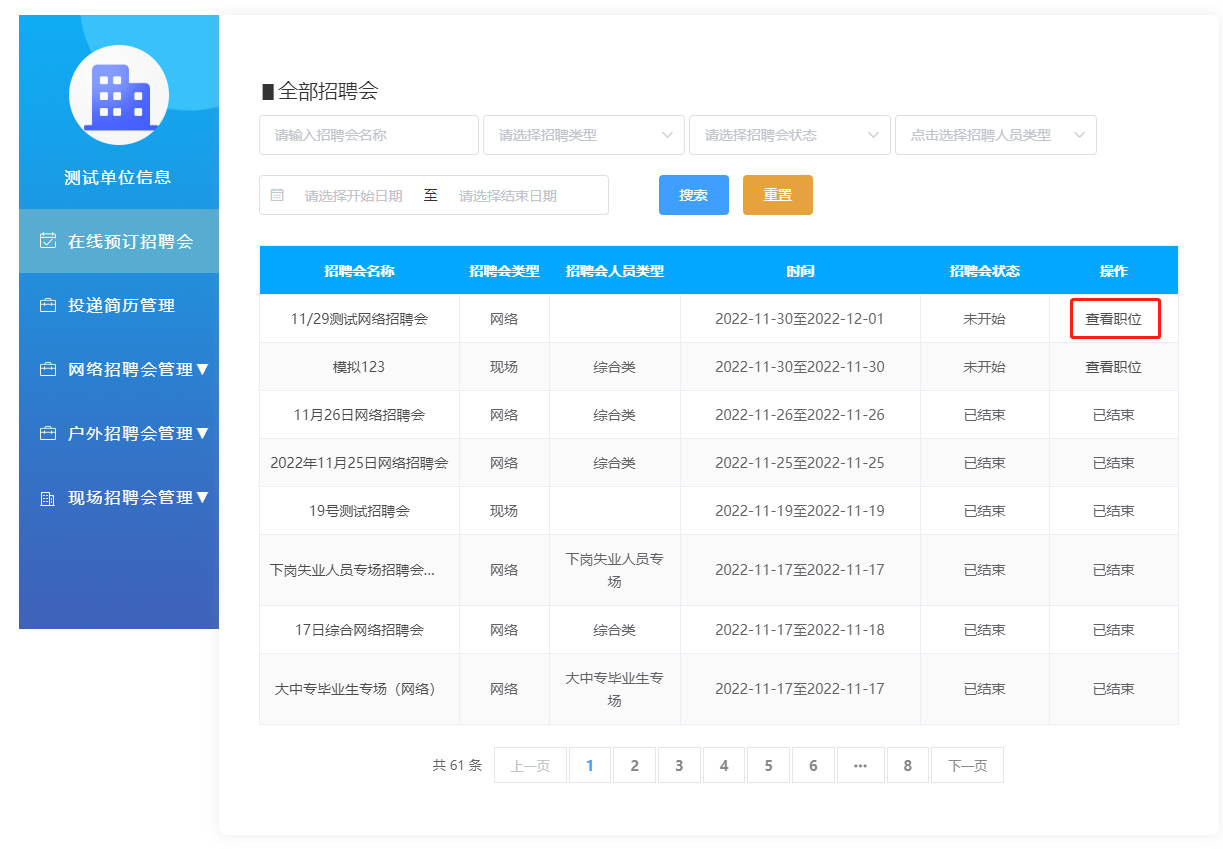 测试单位信息
在线预订招聘会
投递简历管理
网络招聘会管理▼
户外招聘会管理▼
现场招聘会管理▼
全部招聘会
请输入招聘会名称 请选择招聘类型 请选择招聘会状态 点击选择招聘人员类型
请选择开始日期 至 请选择结束日期 搜索 重置
招聘会名称 招聘会类型 招聘会人员类型 时间 招聘会状态 操作
11/29测试网络招聘会 网络 2022-11-30至2022-12-01 未开始 查看职位
模拟123 现场 综合类 2022-11-30至2022-11-30 未开始 查看职位
11月26日网络招聘会 网络 综合类 2022-11-26至2022-11-26 已结束 已结束
2022年11月25日网络招聘会 网络 综合类 2022-11-25至2022-11-25 已结束 已结束
19号测试招聘会 现场 2022-11-19至2022-11-19 已结束 已结束
下岗失业人员专场招聘会... 网络 下岗失业人员专 2022-11-17至2022-11-17 已结束 已结束
场
17日综合网络招聘会 网络 综合类 2022-11-17至2022-11-18 已结束 已结束
大中专毕业生专场（网络） 网络 大中专毕业生专 2022-11-17至2022-11-17 已结束 已结束
场
共 61 条 上一页 1 2 3 4 5 6 ··· 8 下一页